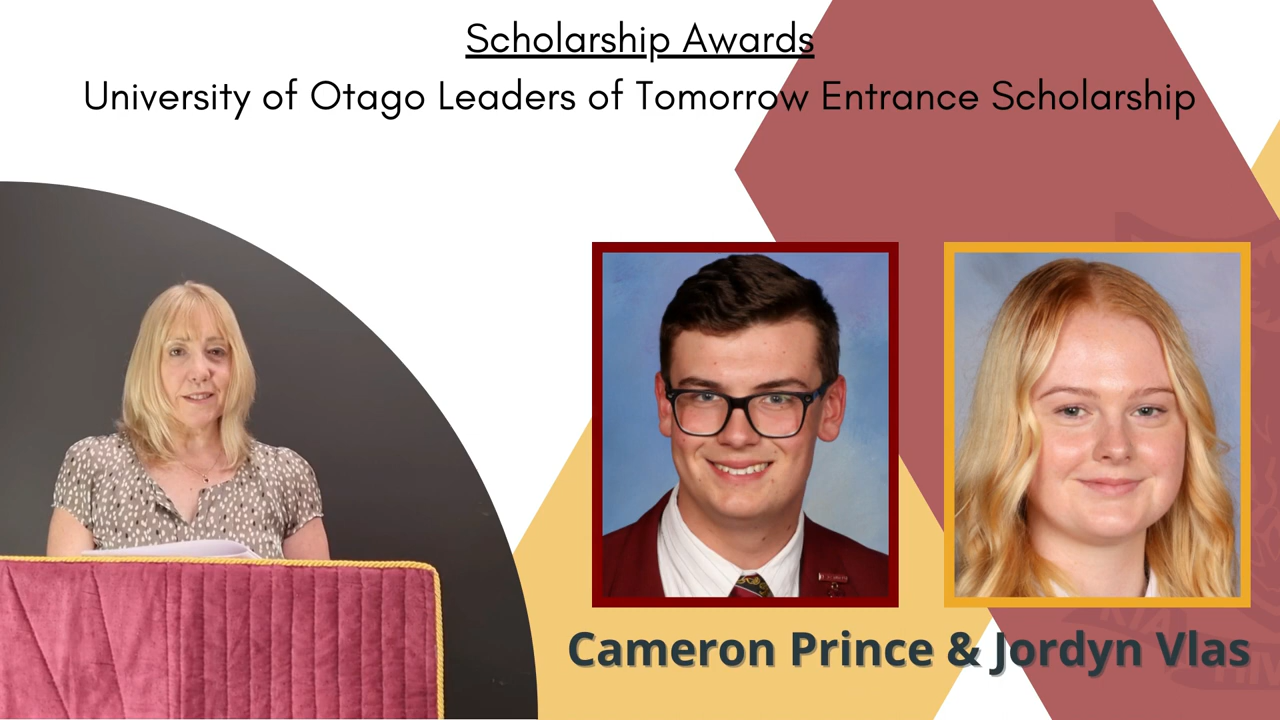 Scholarship Awards
University of Otago Leaders of Tomorrow Entrance Scholarship
Cameron Prince & Jordyn Vlas